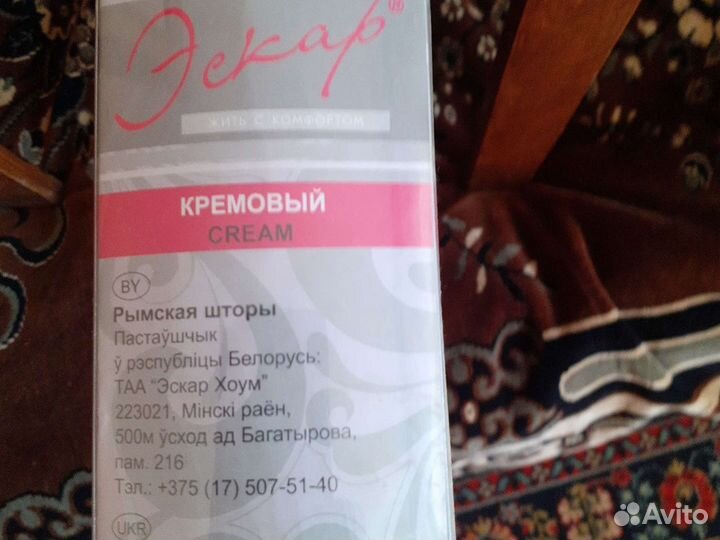 Эскар®
ЖИТЬ С КОМФОРТОМ
КРЕМОВЫЙ
CREAM
BY
Рымская шторы
Пастаўшчык
ў рэспубліцы Белорусь:
ТАА "Эскар Хоум"
223021, Мінскі раён,
500м ўсход ад Багатырова,
пам. 216
Тэл.: +375 (17) 507-51-40
UKR
Avito